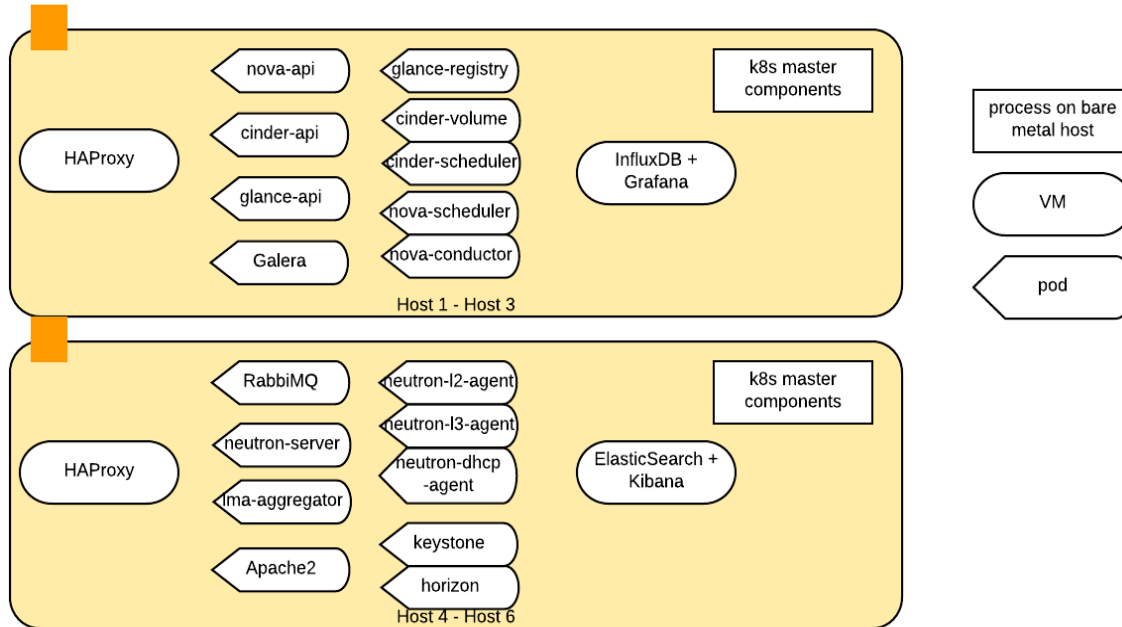 nova-api
glance-registry
k8s master
components
cinder-api
cinder-volume
HAProxy
cinder-scheduler
InfluxDB +
Grafana
glance-api
nova-scheduler
Galera
nova-conductor
Host 1 - Host 3
RabbiMQ
neutron-l2-agent
k8s master
components
neutron-server
neutron-l3-agent
HAProxy
neutron-dhcp
-agent
ElasticSearch +
Kibana
lma-aggregator
keystone
Apache2
horizon
Host 4 - Host 6
process on bare
metal host
VM
pod